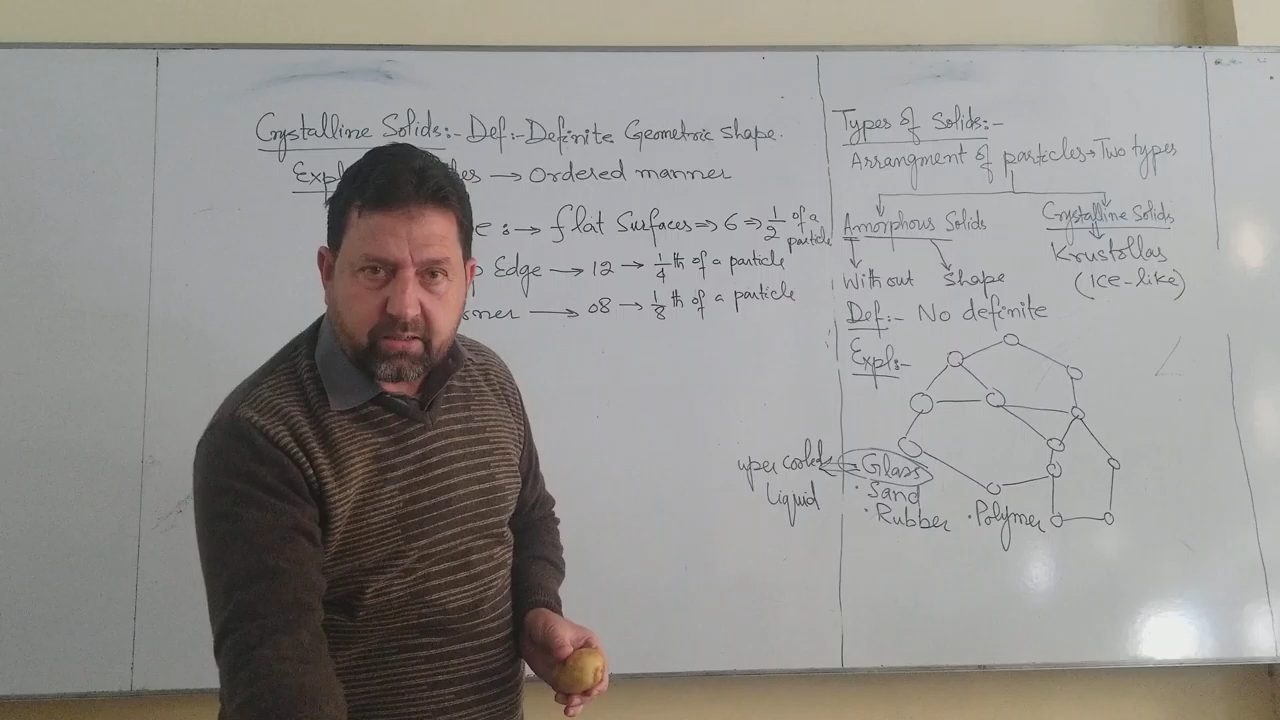 Crystalline Solids:- Def:- Definite Geometric shape.
Expl → Ordered manner
e :→ flat Surfaces ⇒ 6 ⇒ 1/2 of a particle
Edge → 12 → 1/4 th of a particle
rner → 08 → 1/8 th of a particle
Types of Solids:-
Arrangment of particles → Two types
Amorphous Solids
Crystalline Solids
Without Shape
Krustollas
(Ice-like)
Def:- No definite
Expl:-
uper cooled ← Glass
Liquid
· Sand
· Rubber · Polymer